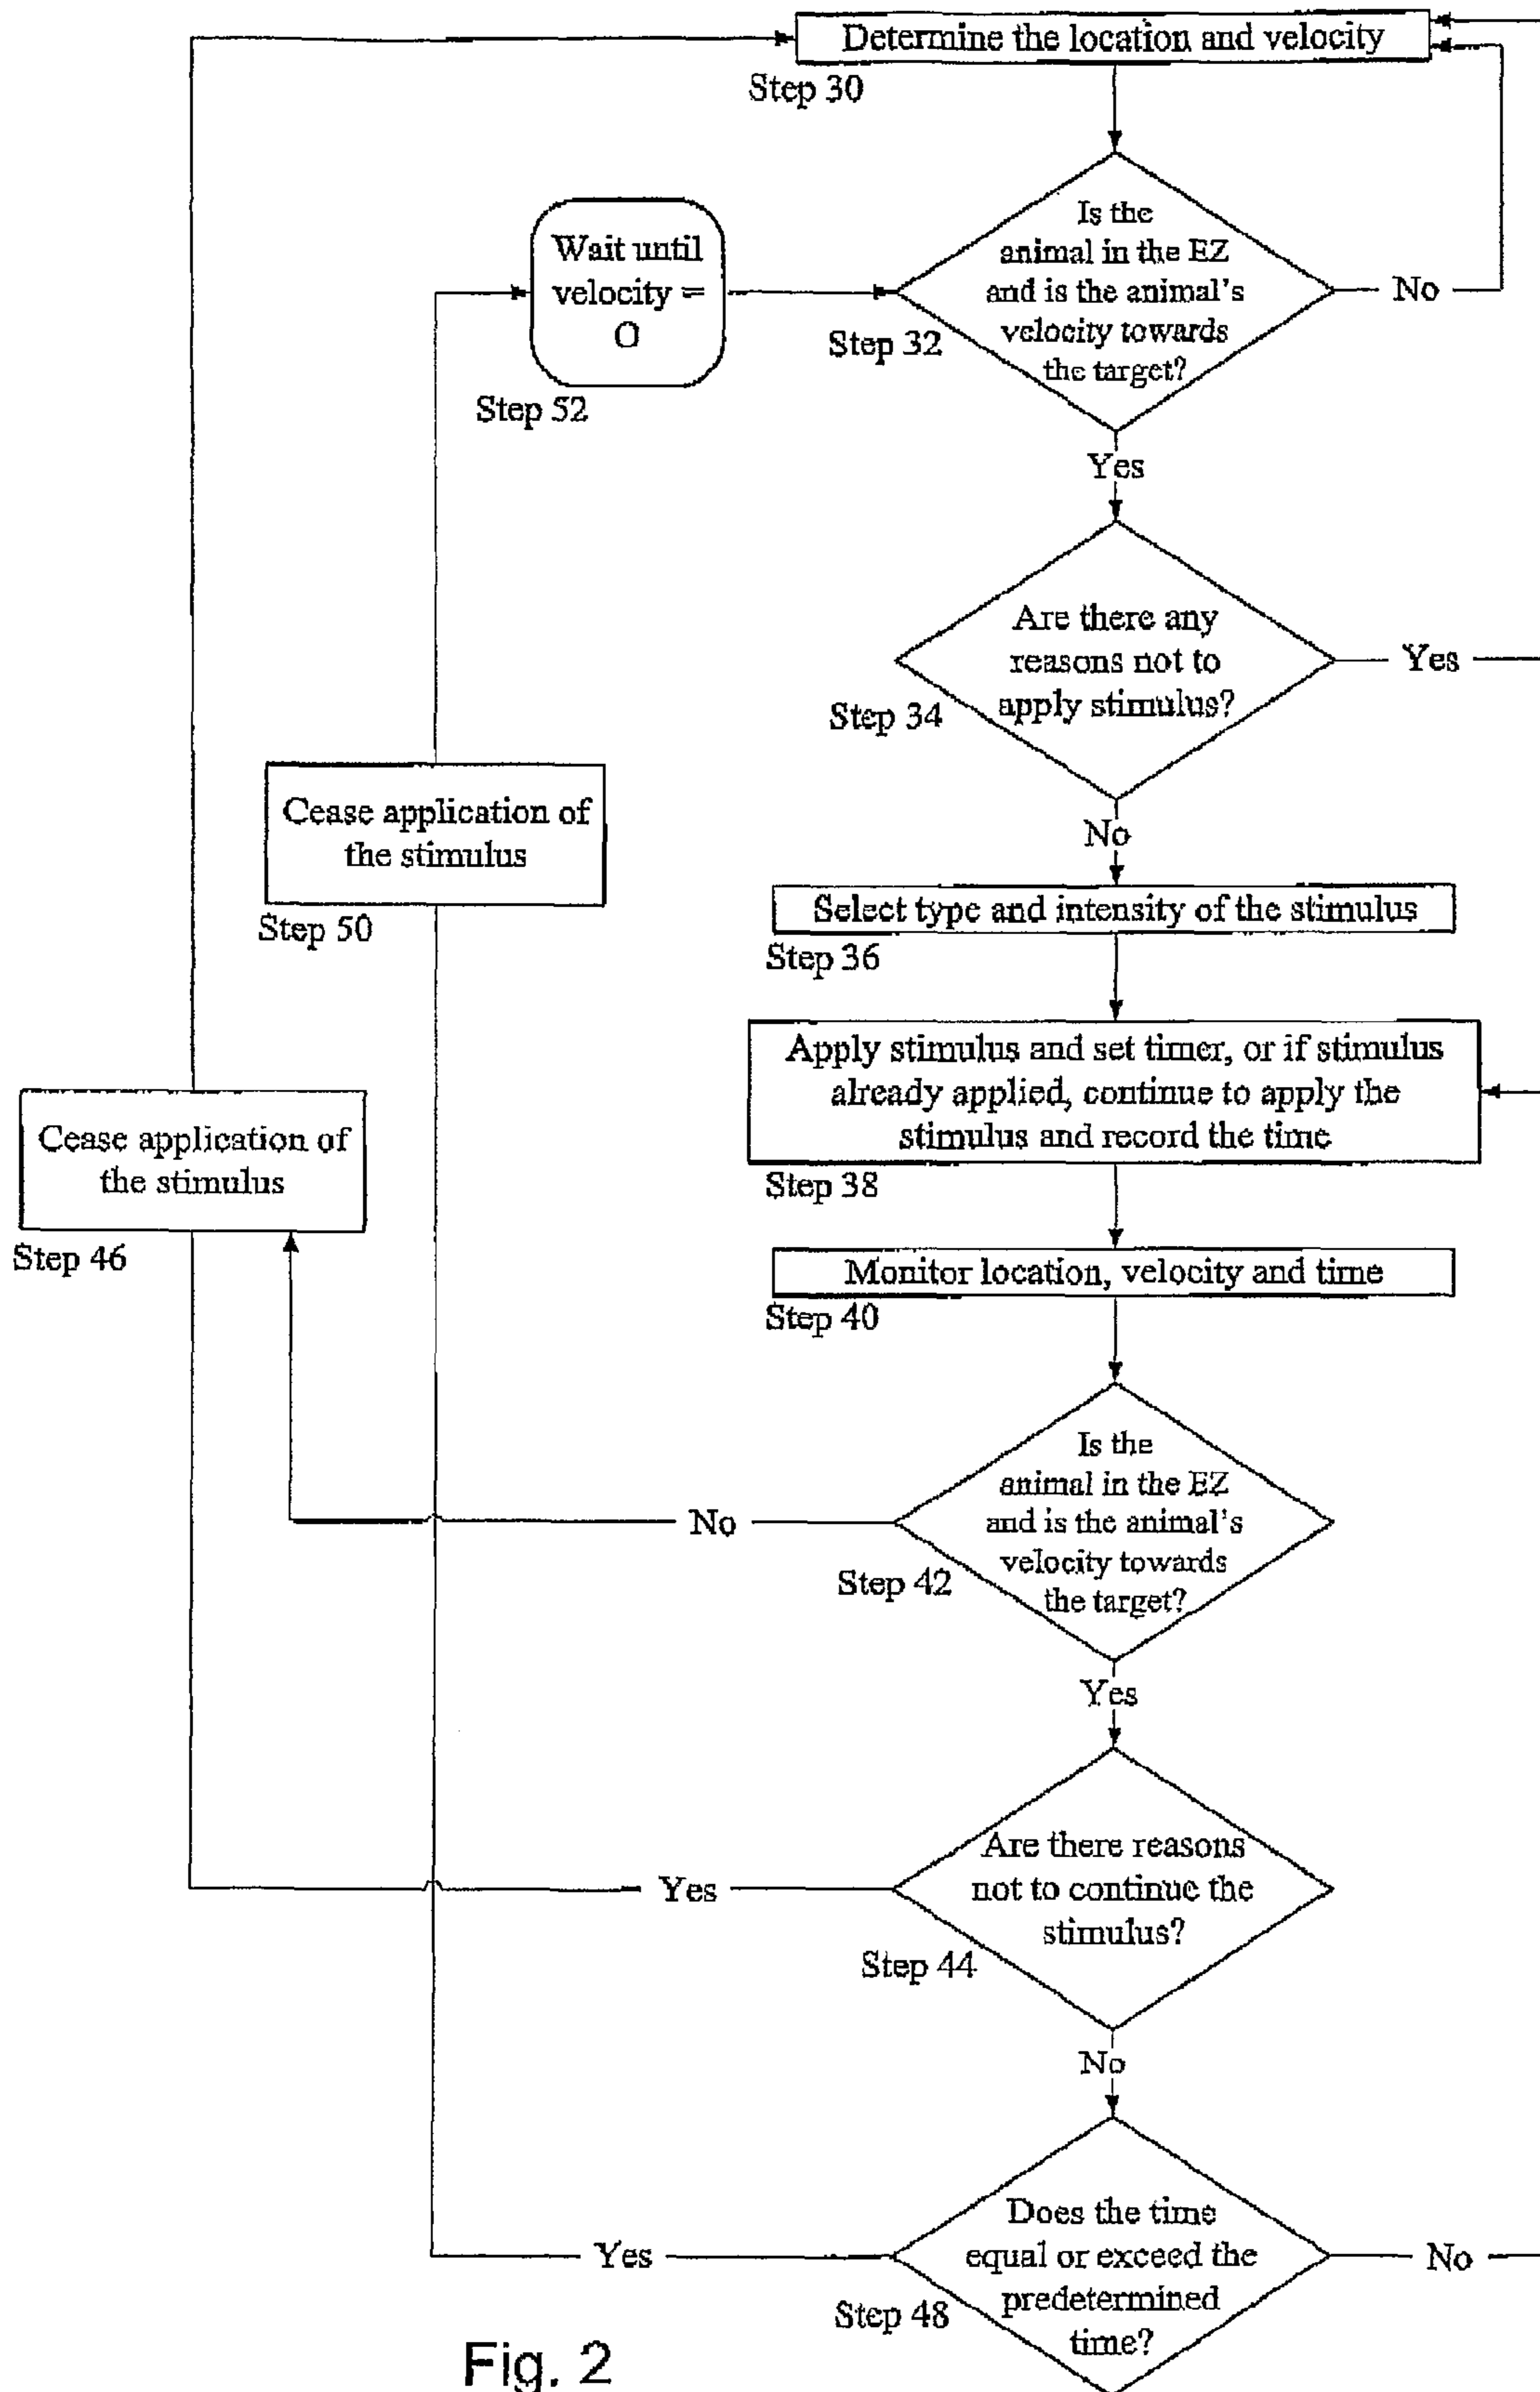 Determine the location and velocity
Step 30
Is the
animal in the EZ
and is the animal's
velocity towards
the target?
No
Step 32
Wait until
velocity =
O
Step 52
Yes
Are there any
reasons not to
apply stimulus?
Yes
Step 34
Cease application of
the stimulus
Step 50
No
Select type and intensity of the stimulus
Step 36
Apply stimulus and set timer, or if stimulus
already applied, continue to apply the
stimulus and record the time
Step 38
Cease application of
the stimulus
Step 46
Monitor location, velocity and time
Step 40
Is the
animal in the EZ
and is the animal's
velocity towards
the target?
No
Step 42
Yes
Are there reasons
not to continue the
stimulus?
Yes
Step 44
No
Does the time
equal or exceed the
predetermined
time?
Yes
No
Step 48
Fig. 2